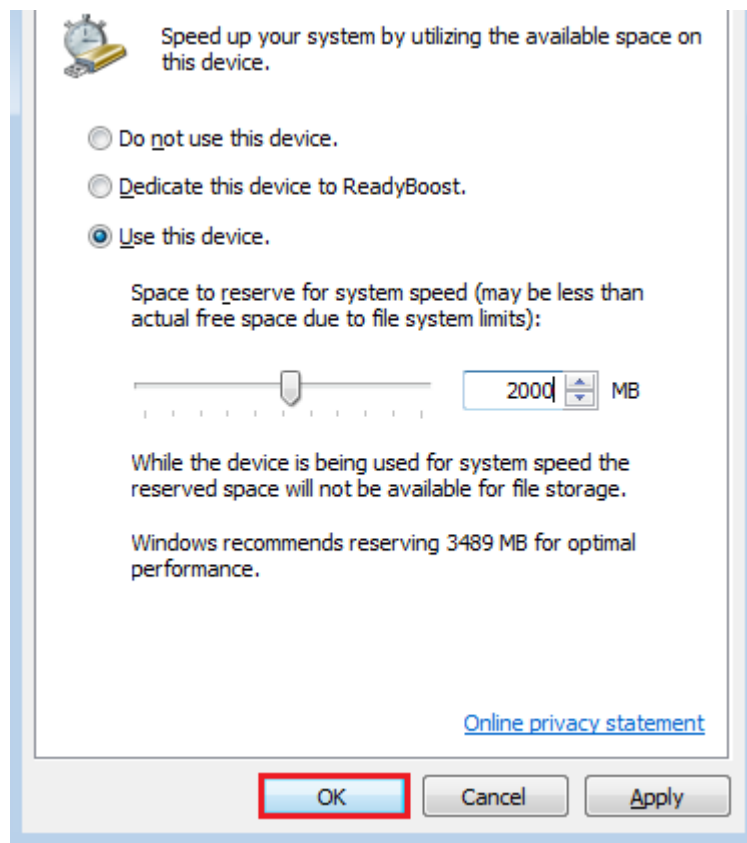 Speed up your system by utilizing the available space on
this device.
Do not use this device.
Dedicate this device to ReadyBoost.
Use this device.
Space to reserve for system speed (may be less than
actual free space due to file system limits):
2000 MB
While the device is being used for system speed the
reserved space will not be available for file storage.
Windows recommends reserving 3489 MB for optimal
performance.
Online privacy statement
OK Cancel Apply